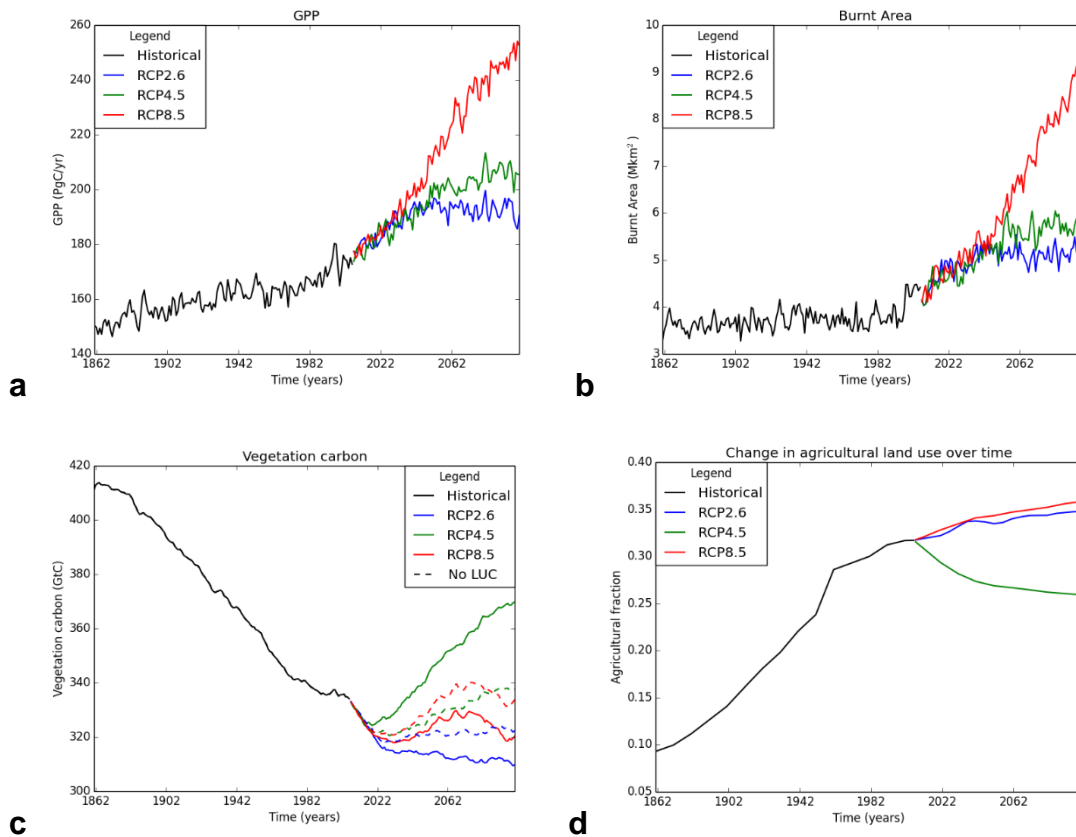 GPP
260
240
220
200
180
160
140
GPP (PgC/yr)
Legend
Historical
RCP2.6
RCP4.5
RCP8.5
1862 1902 1942 1982 2022 2062
Time (years)
a
Burnt Area
10
9
8
7
6
5
4
3
Burnt Area (Mkm²)
Legend
Historical
RCP2.6
RCP4.5
RCP8.5
1862 1902 1942 1982 2022 2062
Time (years)
b
Vegetation carbon
420
400
380
360
340
320
300
Vegetation carbon (GtC)
Legend
Historical
RCP2.6
RCP4.5
RCP8.5
No LUC
1862 1902 1942 1982 2022 2062
Time (years)
c
Change in agricultural land use over time
0.40
0.35
0.30
0.25
0.20
0.15
0.10
0.05
Agricultural fraction
Legend
Historical
RCP2.6
RCP4.5
RCP8.5
1862 1902 1942 1982 2022 2062
Time (years)
d